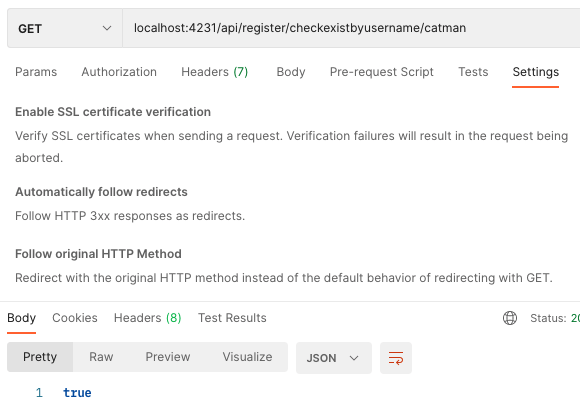 GET localhost:4231/api/register/checkexistbyusername/catman
Params Authorization Headers (7) Body Pre-request Script Tests Settings
Enable SSL certificate verification
Verify SSL certificates when sending a request. Verification failures will result in the request being
aborted.
Automatically follow redirects
Follow HTTP 3xx responses as redirects.
Follow original HTTP Method
Redirect with the original HTTP method instead of the default behavior of redirecting with GET.
Body Cookies Headers (8) Test Results Status: 20
Pretty Raw Preview Visualize JSON
1 true